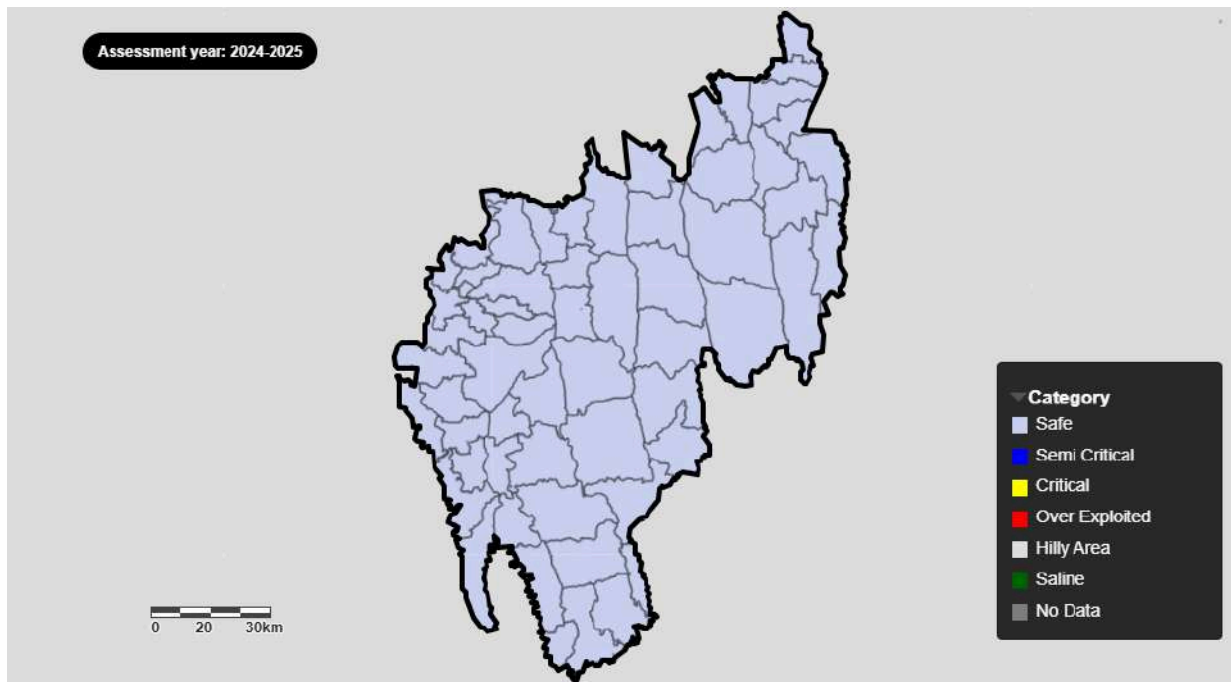 Assessment year: 2024-2025
Category
Safe
Semi Critical
Critical
Over Exploited
Hilly Area
Saline
No Data
0 20 30km